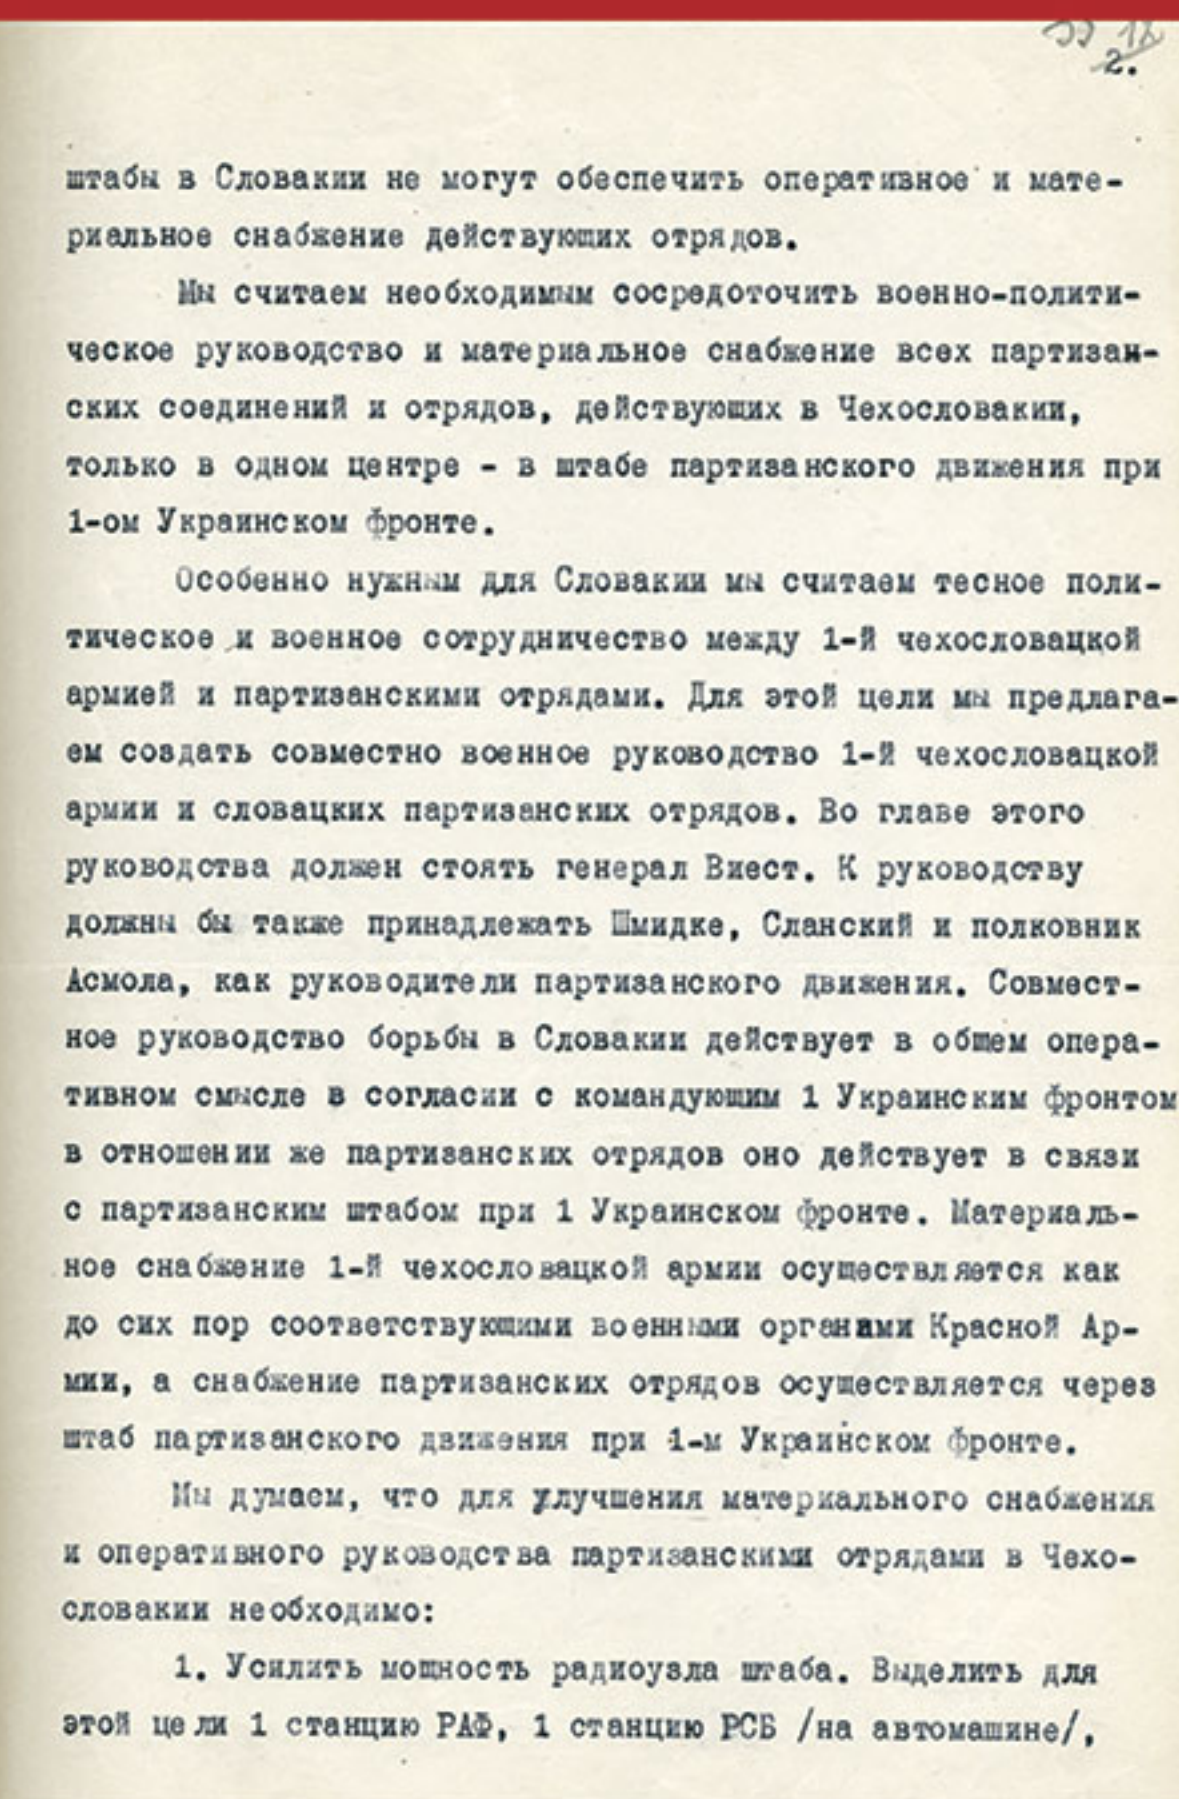 12
2.
штабы в Словакии не могут обеспечить оперативное и мате-
риальное снабжение действующих отрядов.
Мы считаем необходимым сосредоточить военно-полити-
ческое руководство и материальное снабжение всех партизан-
ских соединений и отрядов, действующих в Чехословакии,
только в одном центре - в штабе партизанского движения при
1-ом Украинском фронте.
Особенно нужным для Словакии мы считаем тесное поли-
тическое и военное сотрудничество между 1-й чехословацкой
армией и партизанскими отрядами. Для этой цели мы предлага-
ем создать совместно военное руководство 1-й чехословацкой
армии и словацких партизанских отрядов. Во главе этого
руководства должен стоять генерал Виест. К руководству
должны бы также принадлежать Шмидке, Сланский и полковник
Асмола, как руководители партизанского движения. Совмест-
ное руководство борьбы в Словакии действует в общем опера-
тивном смысле в согласии с командующим 1 Украинским фронтом
в отношении же партизанских отрядов оно действует в связи
с партизанским штабом при 1 Украинском фронте. Материаль-
ное снабжение 1-й чехословацкой армии осуществляется как
до сих пор соответствующими военными органами Красной Ар-
мии, а снабжение партизанских отрядов осуществляется через
штаб партизанского движения при 1-м Украинском фронте.
Мы думаем, что для улучшения материального снабжения
и оперативного руководства партизанскими отрядами в Чехо-
словакии необходимо:
1. Усилить мощность радиоузла штаба. Выделить для
этой цели 1 станцию РАФ, 1 станцию РСБ /на автомашине/,